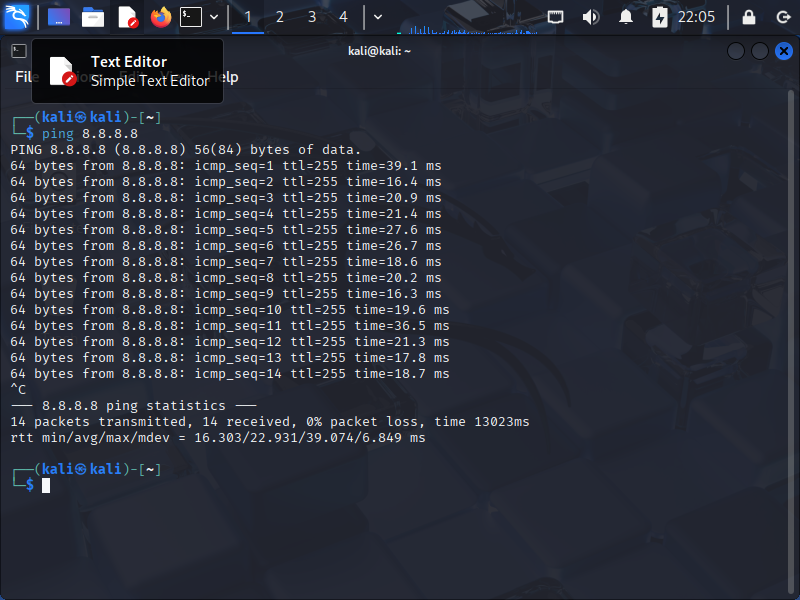 1 2 3 4 22:05
kali@kali: ~
Text Editor
Simple Text Editor
File Actions Edit View Help
┌──(kali㉿kali)-[~]
└─$ ping 8.8.8.8
PING 8.8.8.8 (8.8.8.8) 56(84) bytes of data.
64 bytes from 8.8.8.8: icmp_seq=1 ttl=255 time=39.1 ms
64 bytes from 8.8.8.8: icmp_seq=2 ttl=255 time=16.4 ms
64 bytes from 8.8.8.8: icmp_seq=3 ttl=255 time=20.9 ms
64 bytes from 8.8.8.8: icmp_seq=4 ttl=255 time=21.4 ms
64 bytes from 8.8.8.8: icmp_seq=5 ttl=255 time=27.6 ms
64 bytes from 8.8.8.8: icmp_seq=6 ttl=255 time=26.7 ms
64 bytes from 8.8.8.8: icmp_seq=7 ttl=255 time=18.6 ms
64 bytes from 8.8.8.8: icmp_seq=8 ttl=255 time=20.2 ms
64 bytes from 8.8.8.8: icmp_seq=9 ttl=255 time=16.3 ms
64 bytes from 8.8.8.8: icmp_seq=10 ttl=255 time=19.6 ms
64 bytes from 8.8.8.8: icmp_seq=11 ttl=255 time=36.5 ms
64 bytes from 8.8.8.8: icmp_seq=12 ttl=255 time=21.3 ms
64 bytes from 8.8.8.8: icmp_seq=13 ttl=255 time=17.8 ms
64 bytes from 8.8.8.8: icmp_seq=14 ttl=255 time=18.7 ms
^C
--- 8.8.8.8 ping statistics ---
14 packets transmitted, 14 received, 0% packet loss, time 13023ms
rtt min/avg/max/mdev = 16.303/22.931/39.074/6.849 ms
┌──(kali㉿kali)-[~]
└─$